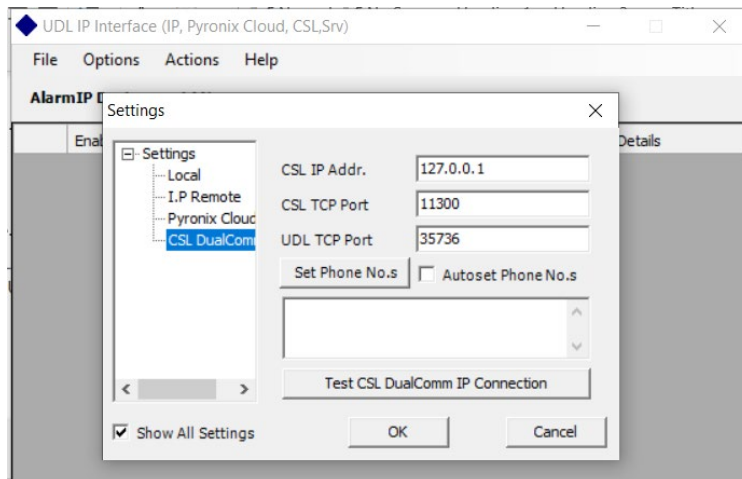 UDL IP Interface (IP, Pyronix Cloud, CSL,Srv)
File Options Actions Help
AlarmIP
Settings
Enab
Details
Settings
Local
I.P Remote
Pyronix Cloud
CSL DualComm
CSL IP Addr. 127.0.0.1
CSL TCP Port 11300
UDL TCP Port 35736
Set Phone No.s Autoset Phone No.s
Test CSL DualComm IP Connection
Show All Settings OK Cancel